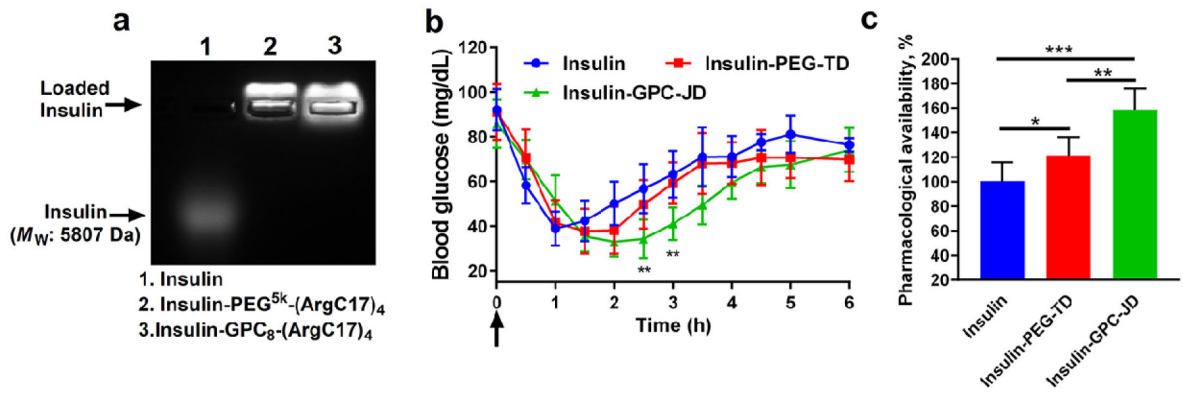 a
1 2 3
Loaded
Insulin
Insulin
(MW: 5807 Da)
1. Insulin
2. Insulin-PEG5k-(ArgC17)4
3.Insulin-GPC8-(ArgC17)4
b
Insulin
Insulin-PEG-TD
Insulin-GPC-JD
Blood glucose (mg/dL)
120
100
80
60
40
20
**
**
0 1 2 3 4 5 6
Time (h)
c
Pharmacological availability, %
200
180
160
140
120
100
80
60
40
20
***
**
*
Insulin
Insulin-PEG-TD
Insulin-GPC-JD